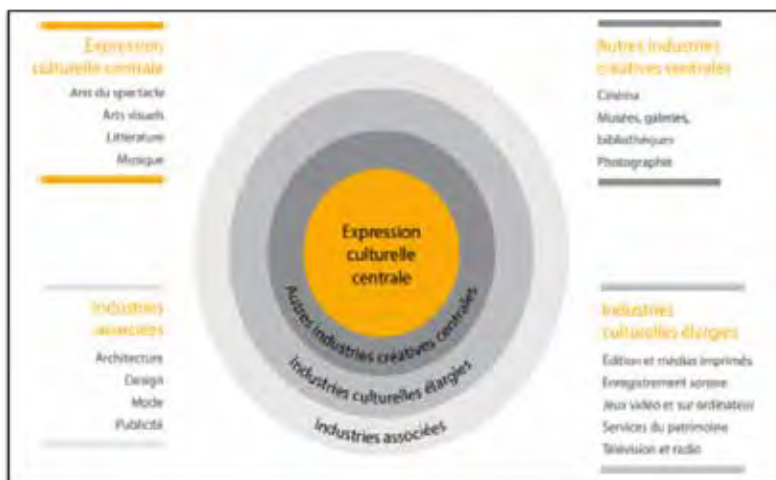 Expression
culturelle centrale
Arts du spectacle
Arts visuels
Littérature
Musique
Autres industries
créatives centrales
Cinéma
Musées, galeries,
bibliothèques
Photographie
Expression
culturelle
centrale
Autres industries créatives centrales
Industries culturelles élargies
Industries associées
Industries
associées
Architecture
Design
Mode
Publicité
Industries
culturelles élargies
Édition et médias imprimés
Enregistrement sonore
Jeux vidéo et sur ordinateur
Services du patrimoine
Télévision et radio